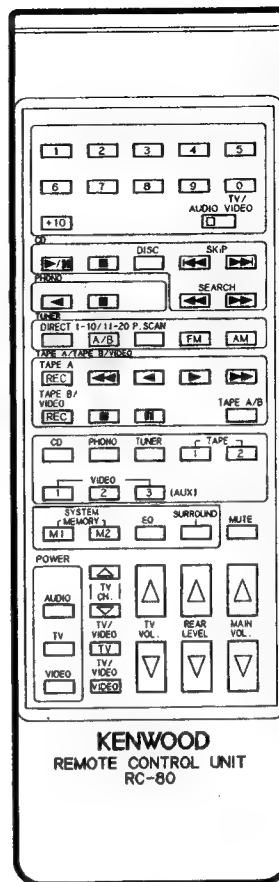 1 2 3 4 5
6 7 8 9 0
TV/
AUDIO VIDEO
+10
CD
DISC SKIP
PHONO
SEARCH
TUNER
DIRECT 1-10/11-20 P.SCAN
A/B FM AM
TAPE A/TAPE B/VIDEO
TAPE A
REC
TAPE B/
VIDEO
TAPE A/B
REC
CD PHONO TUNER TAPE
1 2
VIDEO
1 2 3 (AUX)
SYSTEM
MEMORY EQ SURROUND MUTE
M1 M2
POWER
AUDIO
TV
CH.
TV/
VIDEO
TV
VOL.
REAR
LEVEL
MAIN
VOL.
TV
TV
TV/
VIDEO
VIDEO
VIDEO
KENWOOD
REMOTE CONTROL UNIT
RC-80